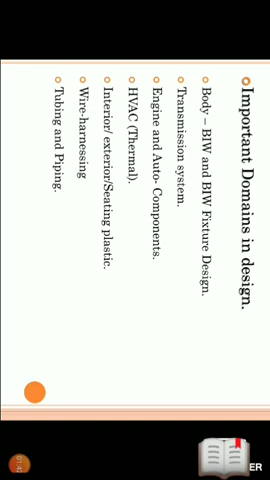 Important Domains in design.
Body – BIW and BIW Fixture Design.
Transmission system.
Engine and Auto- Components.
HVAC (Thermal).
Interior/ exterior/Seating plastic.
Wire-harnessing
Tubing and Piping.
ER